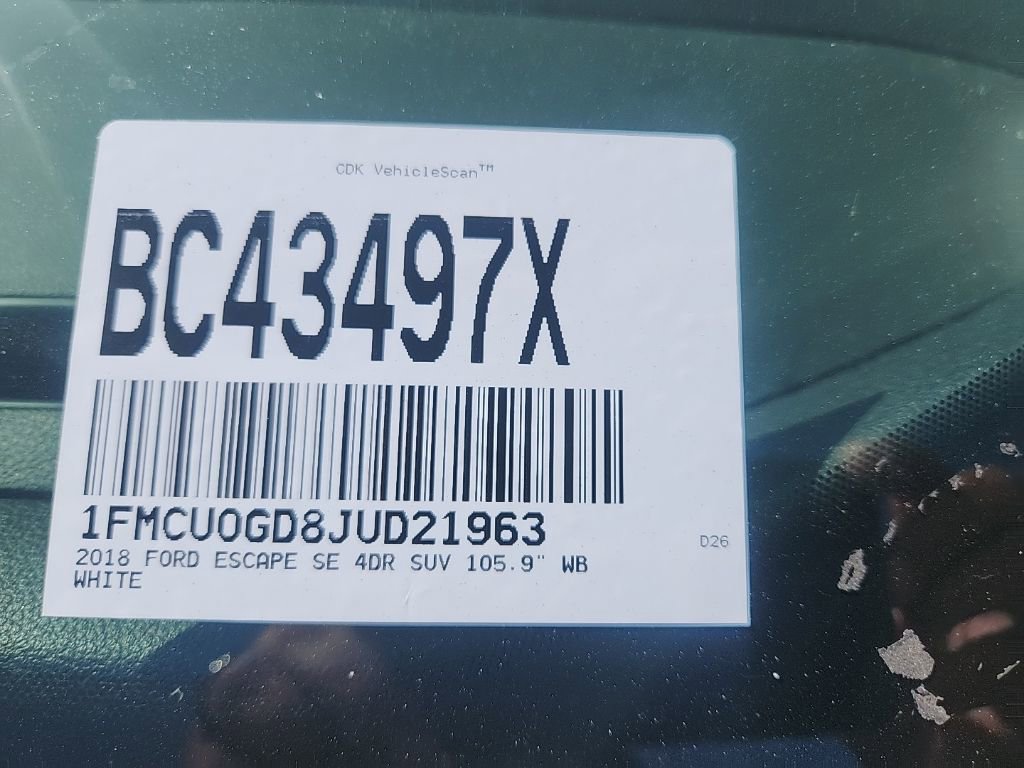 CDK VehicleScan™
BC43497X
1FMCU0GD8JUD21963
D26
2018 FORD ESCAPE SE 4DR SUV 105.9" WB
WHITE